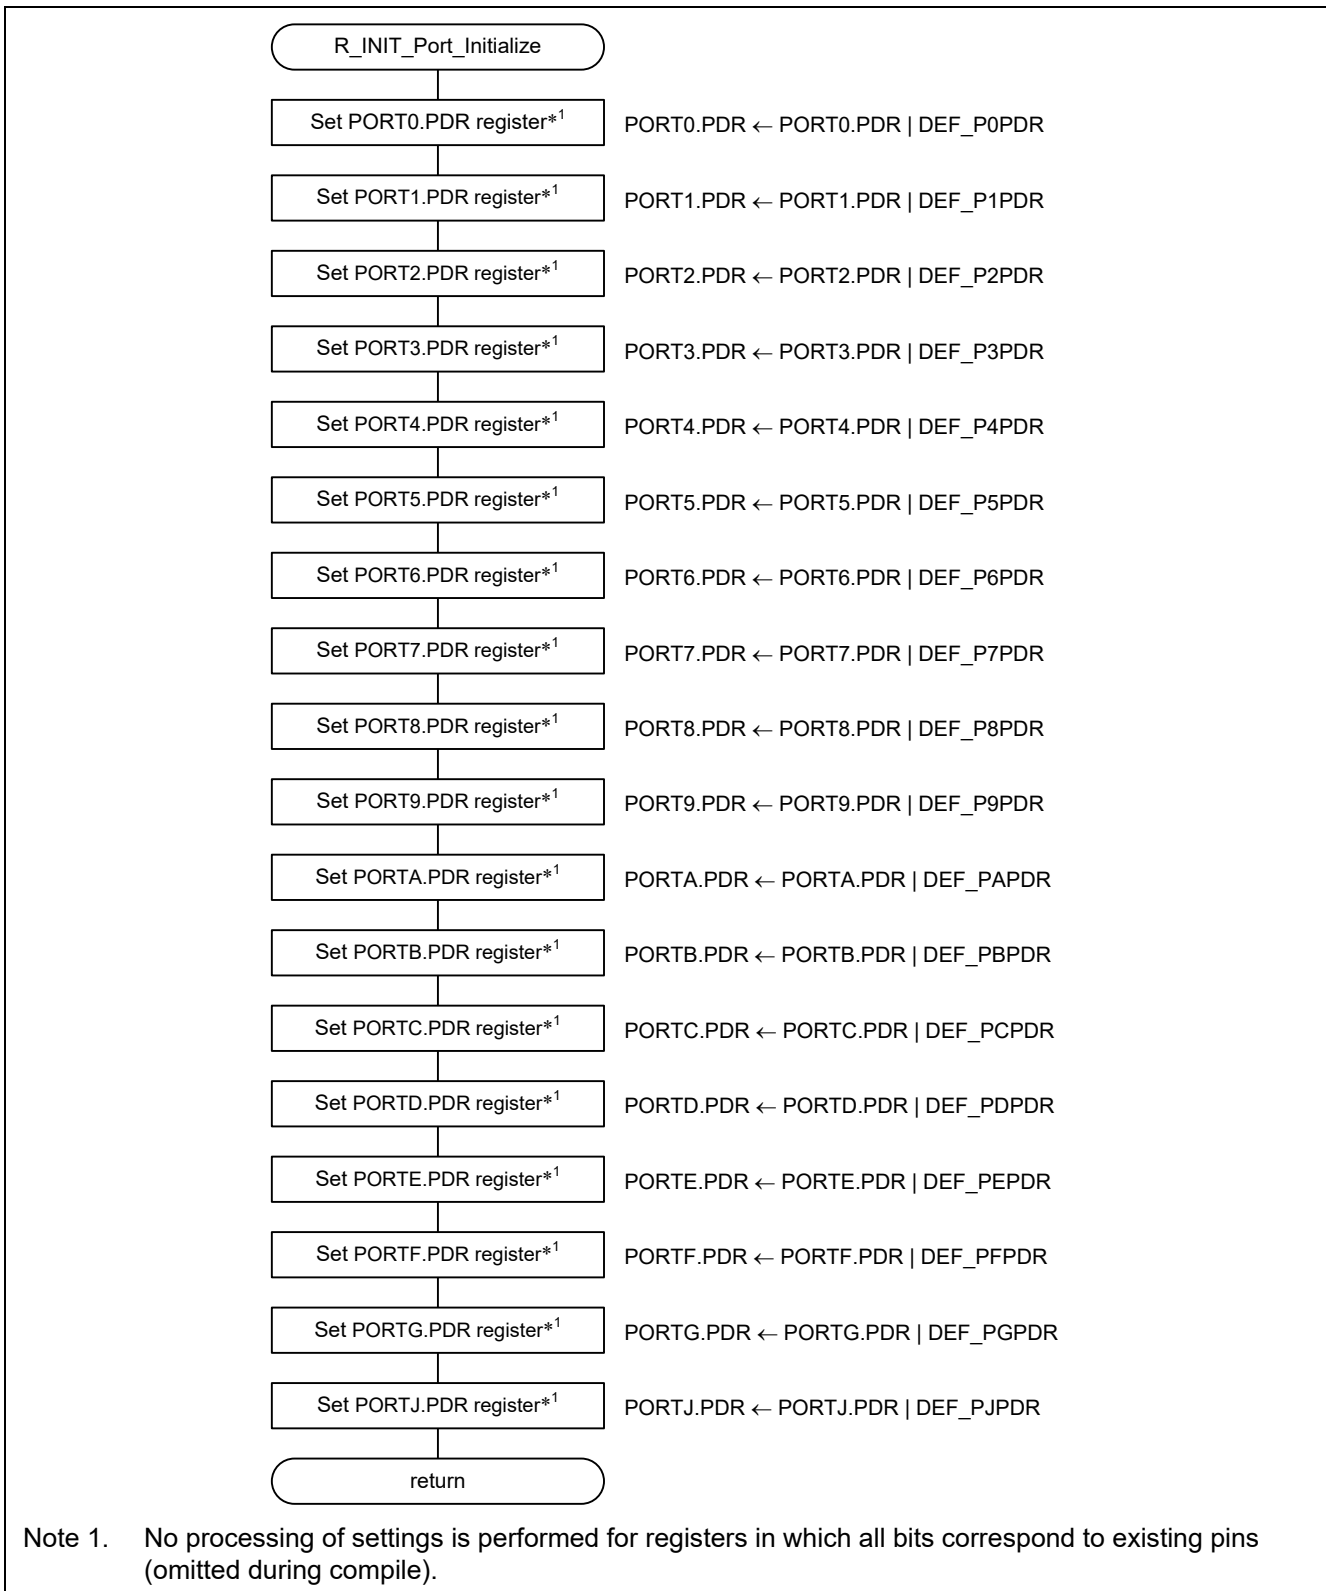 R_INIT_Port_Initialize
Set PORT0.PDR register*1 PORT0.PDR ← PORT0.PDR | DEF_P0PDR
Set PORT1.PDR register*1 PORT1.PDR ← PORT1.PDR | DEF_P1PDR
Set PORT2.PDR register*1 PORT2.PDR ← PORT2.PDR | DEF_P2PDR
Set PORT3.PDR register*1 PORT3.PDR ← PORT3.PDR | DEF_P3PDR
Set PORT4.PDR register*1 PORT4.PDR ← PORT4.PDR | DEF_P4PDR
Set PORT5.PDR register*1 PORT5.PDR ← PORT5.PDR | DEF_P5PDR
Set PORT6.PDR register*1 PORT6.PDR ← PORT6.PDR | DEF_P6PDR
Set PORT7.PDR register*1 PORT7.PDR ← PORT7.PDR | DEF_P7PDR
Set PORT8.PDR register*1 PORT8.PDR ← PORT8.PDR | DEF_P8PDR
Set PORT9.PDR register*1 PORT9.PDR ← PORT9.PDR | DEF_P9PDR
Set PORTA.PDR register*1 PORTA.PDR ← PORTA.PDR | DEF_PAPDR
Set PORTB.PDR register*1 PORTB.PDR ← PORTB.PDR | DEF_PBPDR
Set PORTC.PDR register*1 PORTC.PDR ← PORTC.PDR | DEF_PCPDR
Set PORTD.PDR register*1 PORTD.PDR ← PORTD.PDR | DEF_PDPDR
Set PORTE.PDR register*1 PORTE.PDR ← PORTE.PDR | DEF_PEPDR
Set PORTF.PDR register*1 PORTF.PDR ← PORTF.PDR | DEF_PFPDR
Set PORTG.PDR register*1 PORTG.PDR ← PORTG.PDR | DEF_PGPDR
Set PORTJ.PDR register*1 PORTJ.PDR ← PORTJ.PDR | DEF_PJPDR
return
Note 1. No processing of settings is performed for registers in which all bits correspond to existing pins
(omitted during compile).